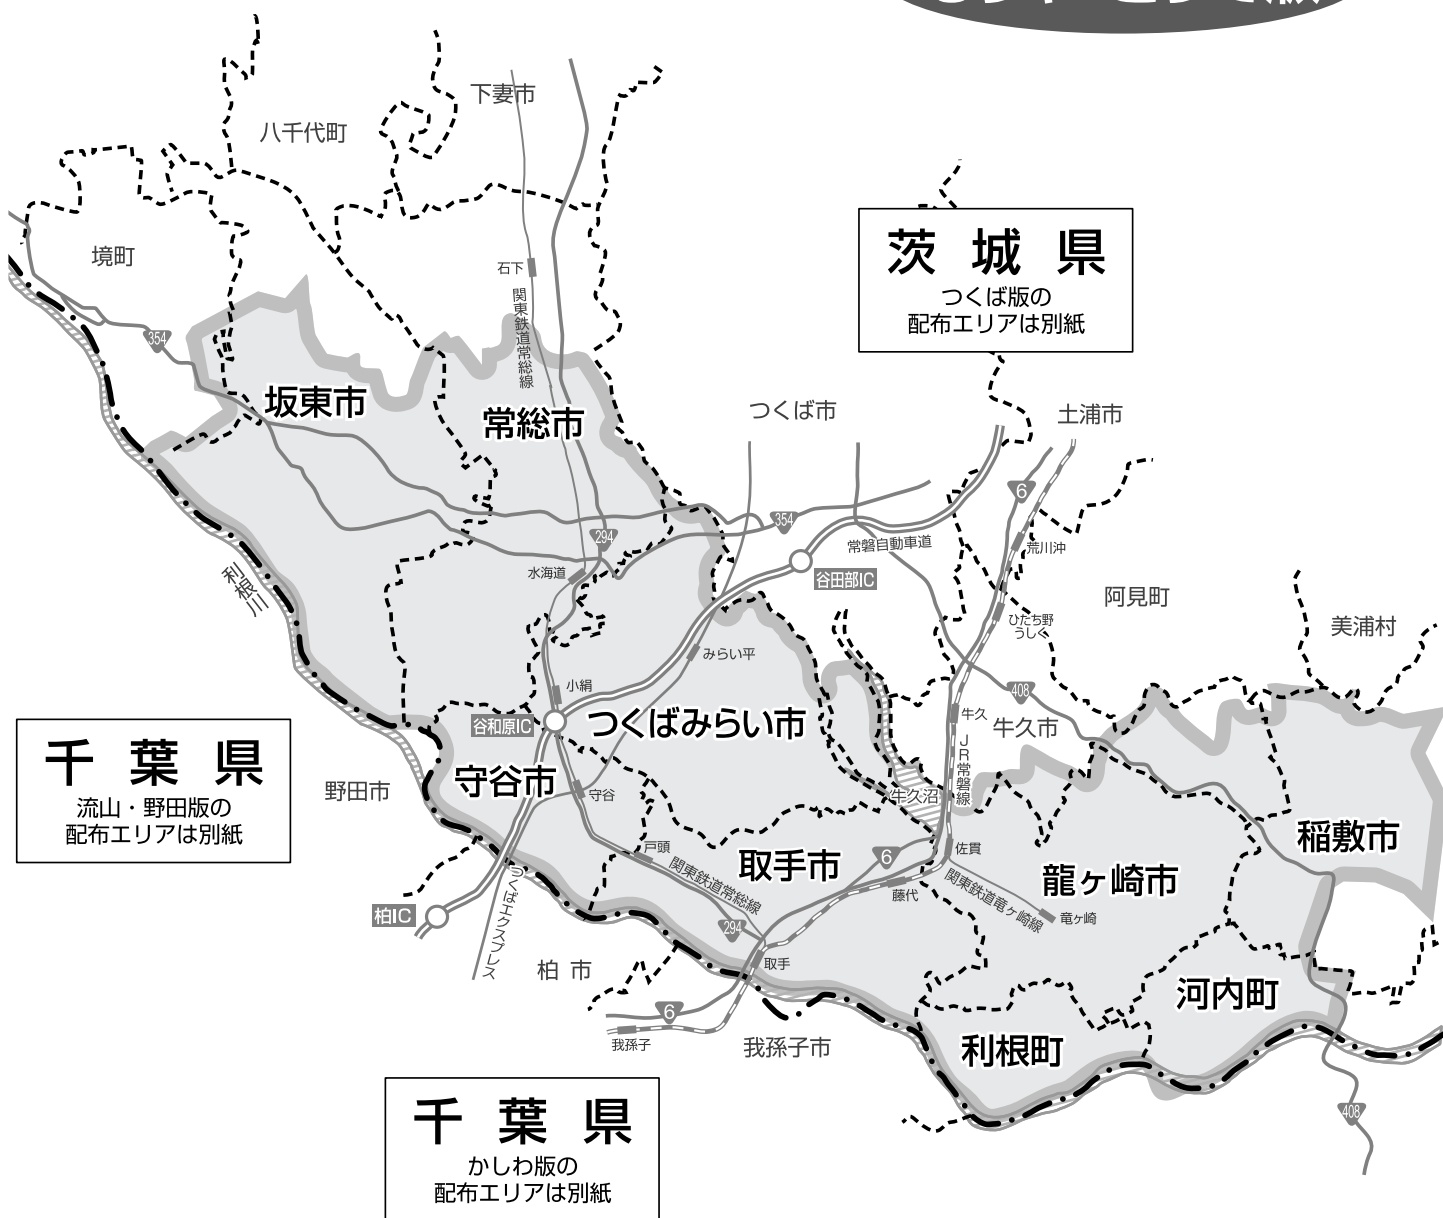 下妻市
八千代町
境町
石下
関東鉄道常総線
茨城県
つくば版の
配布エリアは別紙
354
坂東市
常総市
つくば市
土浦市
6
354
294
常磐自動車道
荒川沖
水海道
谷田部IC
利根川
阿見町
ひたち野
うしく
美浦村
みらい平
小絹
408
谷和原IC
つくばみらい市
牛久
牛久市
JR常磐線
千葉県
流山・野田版の
配布エリアは別紙
野田市
守谷市
守谷
牛久沼
稲敷市
戸頭
取手市
6
佐貫
関東鉄道常総線
藤代
龍ヶ崎市
関東鉄道竜ヶ崎線
竜ヶ崎
柏IC
つくばエクスプレス
294
柏市
取手
河内町
6
我孫子
我孫子市
利根町
408
千葉県
かしわ版の
配布エリアは別紙